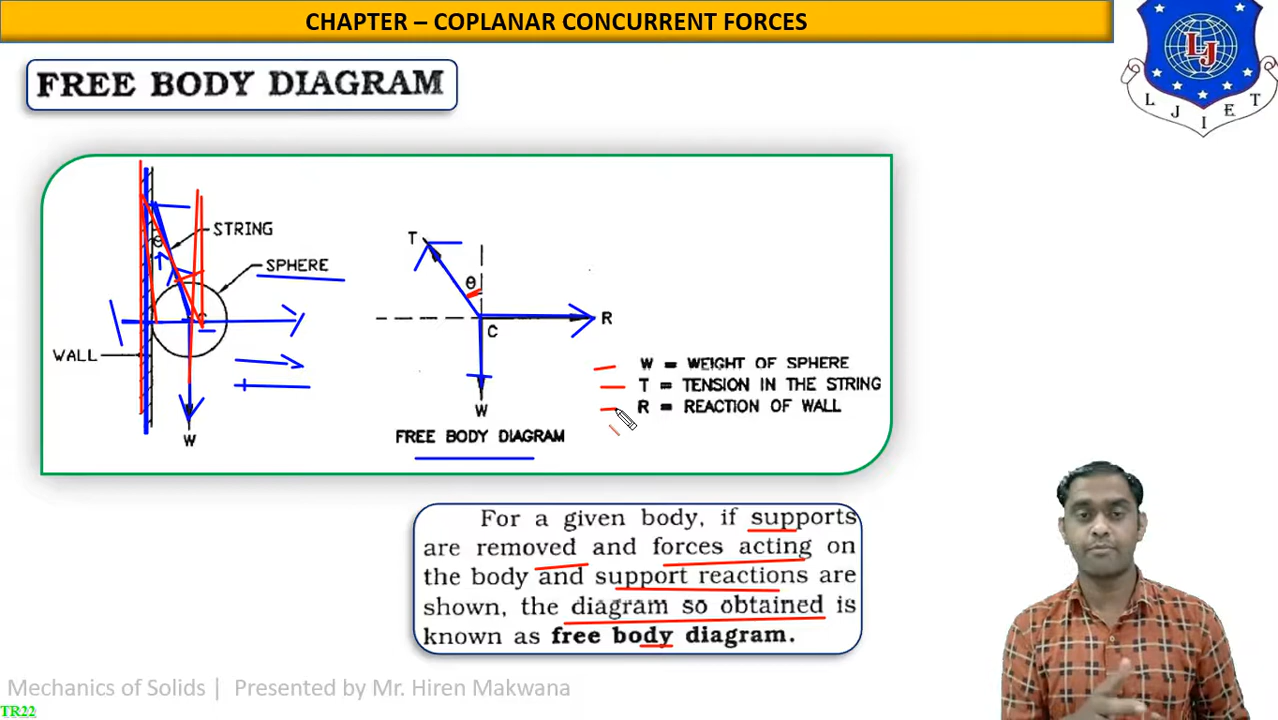 CHAPTER – COPLANAR CONCURRENT FORCES
FREE BODY DIAGRAM
LJ
L J I E T
STRING
θ
SPHERE
C
WALL
W
T
θ
R
C
W
FREE BODY DIAGRAM
W = WEIGHT OF SPHERE
T = TENSION IN THE STRING
R = REACTION OF WALL
For a given body, if supports
are removed and forces acting on
the body and support reactions are
shown, the diagram so obtained is
known as free body diagram.
Mechanics of Solids | Presented by Mr. Hiren Makwana
TR22